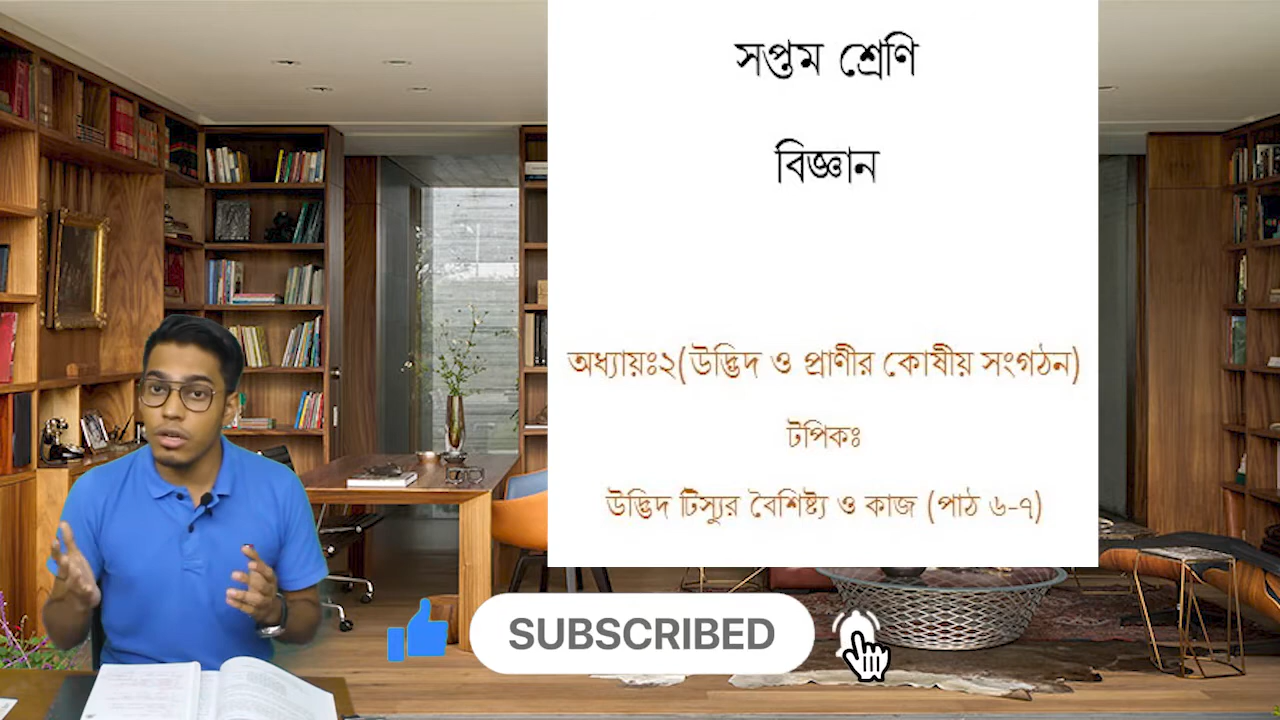 সপ্তম শ্রেণি
বিজ্ঞান
অধ্যায়ঃ২(উদ্ভিদ ও প্রাণীর কোষীয় সংগঠন)
টপিকঃ
উদ্ভিদ টিস্যুর বৈশিষ্ট্য ও কাজ (পাঠ ৬-৭)
SUBSCRIBED